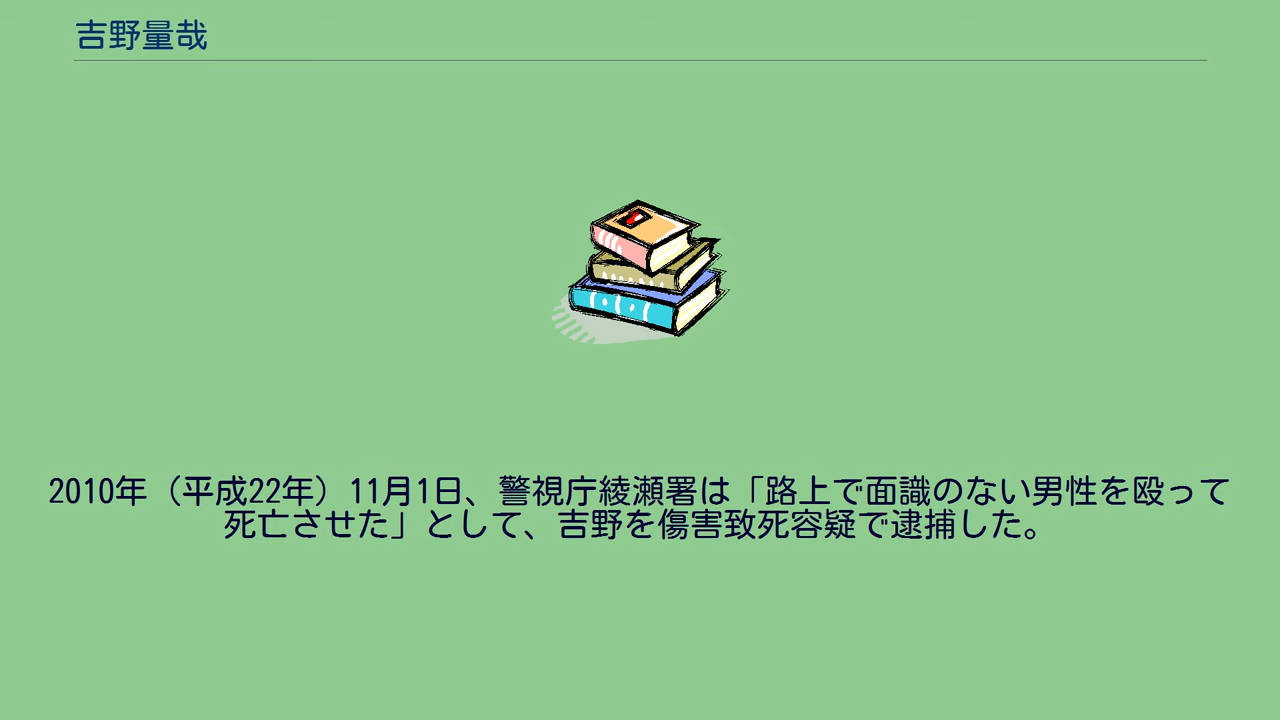 吉野量哉
2010年（平成22年）11月1日、警視庁綾瀬署は「路上で面識のない男性を殴って
死亡させた」として、吉野を傷害致死容疑で逮捕した。